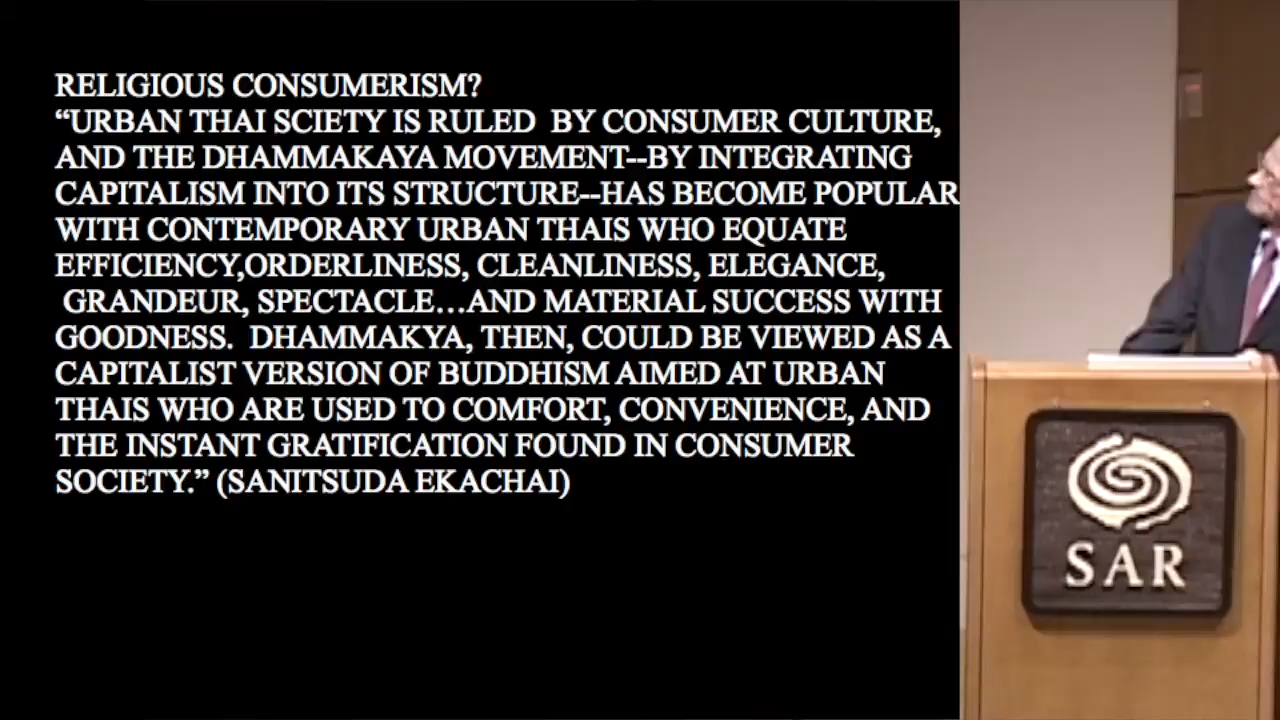 RELIGIOUS CONSUMERISM?
“URBAN THAI SCIETY IS RULED  BY CONSUMER CULTURE,
AND THE DHAMMAKAYA MOVEMENT--BY INTEGRATING
CAPITALISM INTO ITS STRUCTURE--HAS BECOME POPULAR
WITH CONTEMPORARY URBAN THAIS WHO EQUATE
EFFICIENCY,ORDERLINESS, CLEANLINESS, ELEGANCE,
GRANDEUR, SPECTACLE…AND MATERIAL SUCCESS WITH
GOODNESS.  DHAMMAKYA, THEN, COULD BE VIEWED AS A
CAPITALIST VERSION OF BUDDHISM AIMED AT URBAN
THAIS WHO ARE USED TO COMFORT, CONVENIENCE, AND
THE INSTANT GRATIFICATION FOUND IN CONSUMER
SOCIETY.” (SANITSUDA EKACHAI)
SAR